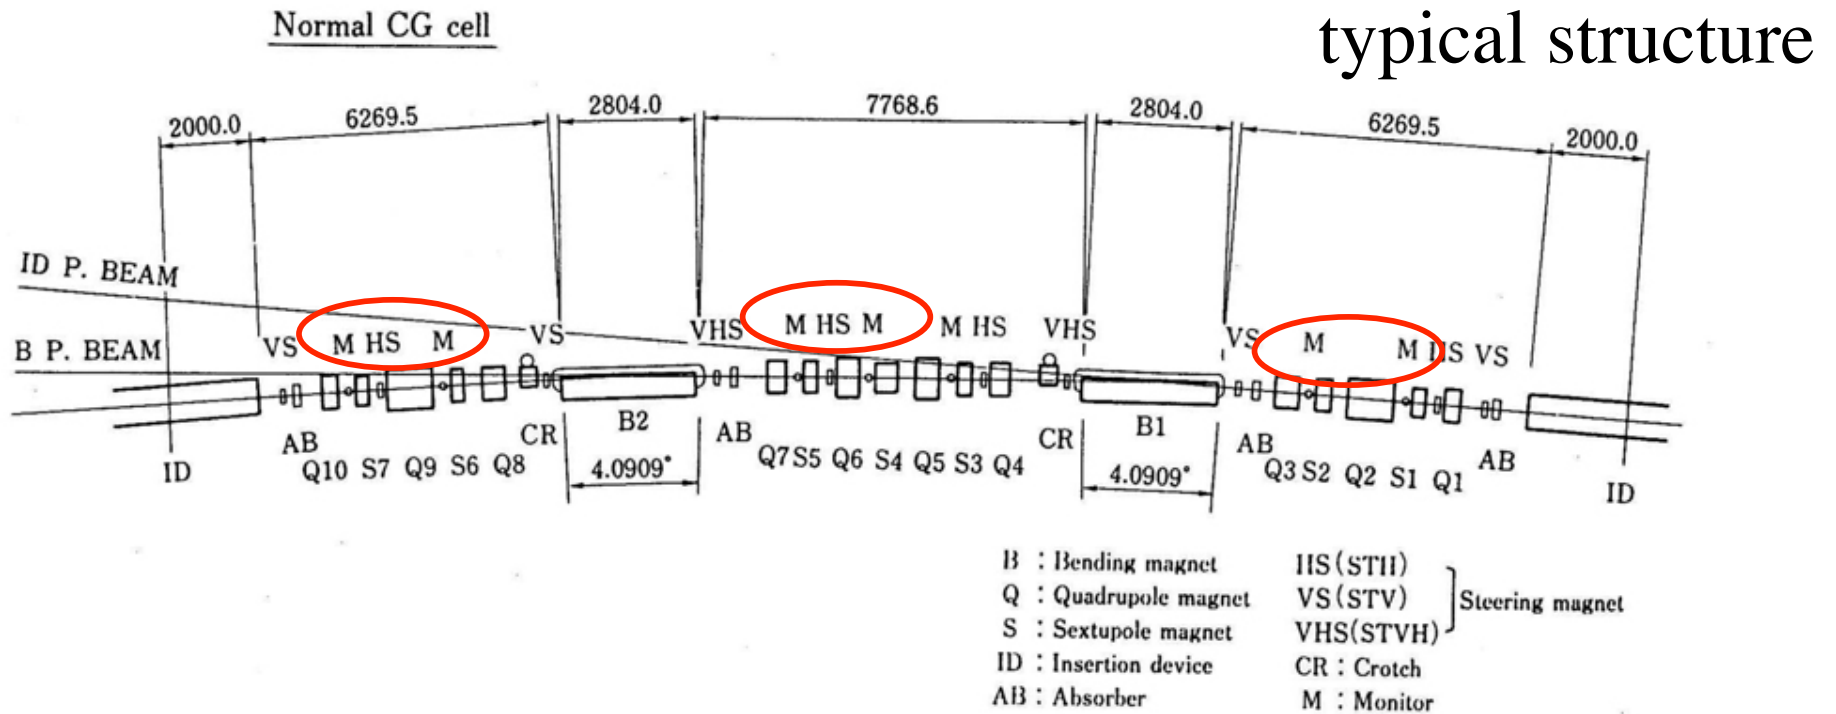 Normal CG cell
typical structure
2000.0 6269.5 2804.0 7768.6 2804.0 6269.5 2000.0
ID P. BEAM
B P. BEAM
VS M HS M VS VHS M HS M M HS VHS VS M M HS VS
ID AB CR B2 AB CR B1 AB AB ID
Q10 S7 Q9 S6 Q8 Q7 S5 Q6 S4 Q5 S3 Q4 Q3 S2 Q2 S1 Q1
4.0909° 4.0909°
B : Bending magnet HS(STH)
Q : Quadrupole magnet VS(STV) Steering magnet
S : Sextupole magnet VHS(STVH)
ID : Insertion device CR : Crotch
AB : Absorber M : Monitor